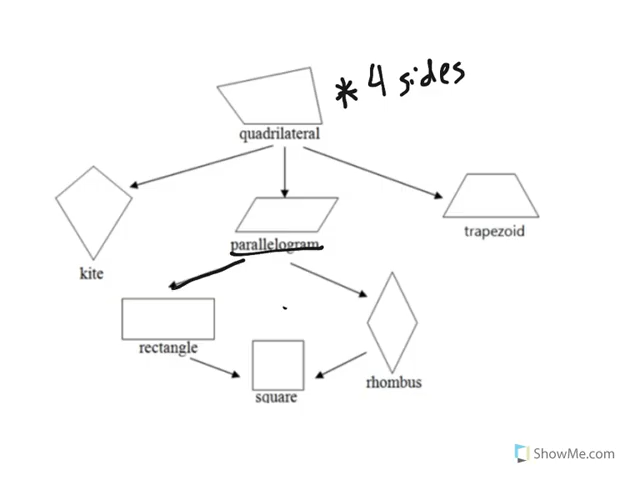 * 4 sides
quadrilateral
kite
parallelogram
trapezoid
rectangle
square
rhombus
ShowMe.com